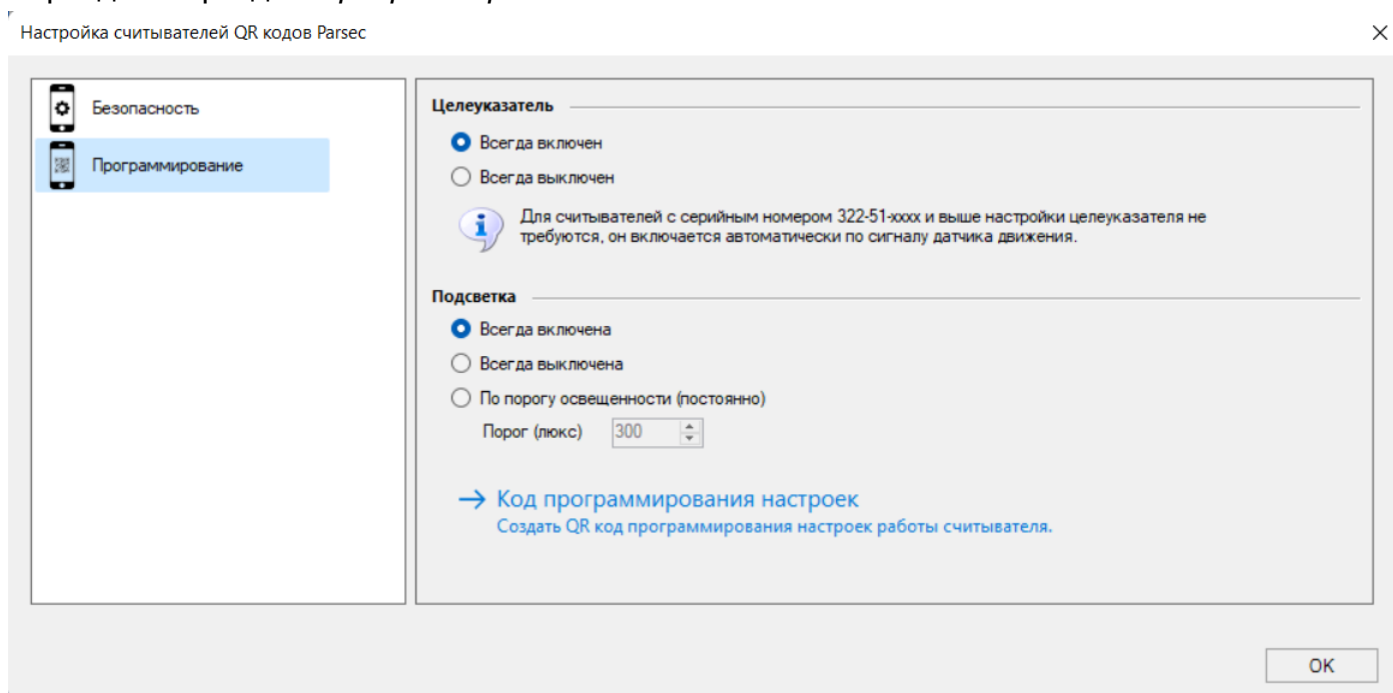 Настройка считывателей QR кодов Parsec
Безопасность
Программирование
Целеуказатель
Всегда включен
Всегда выключен
Для считывателей с серийным номером 322-51-xxxx и выше настройки целеуказателя не
требуются, он включается автоматически по сигналу датчика движения.
Подсветка
Всегда включена
Всегда выключена
По порогу освещенности (постоянно)
Порог (люкс) 300
Код программирования настроек
Создать QR код программирования настроек работы считывателя.
OK